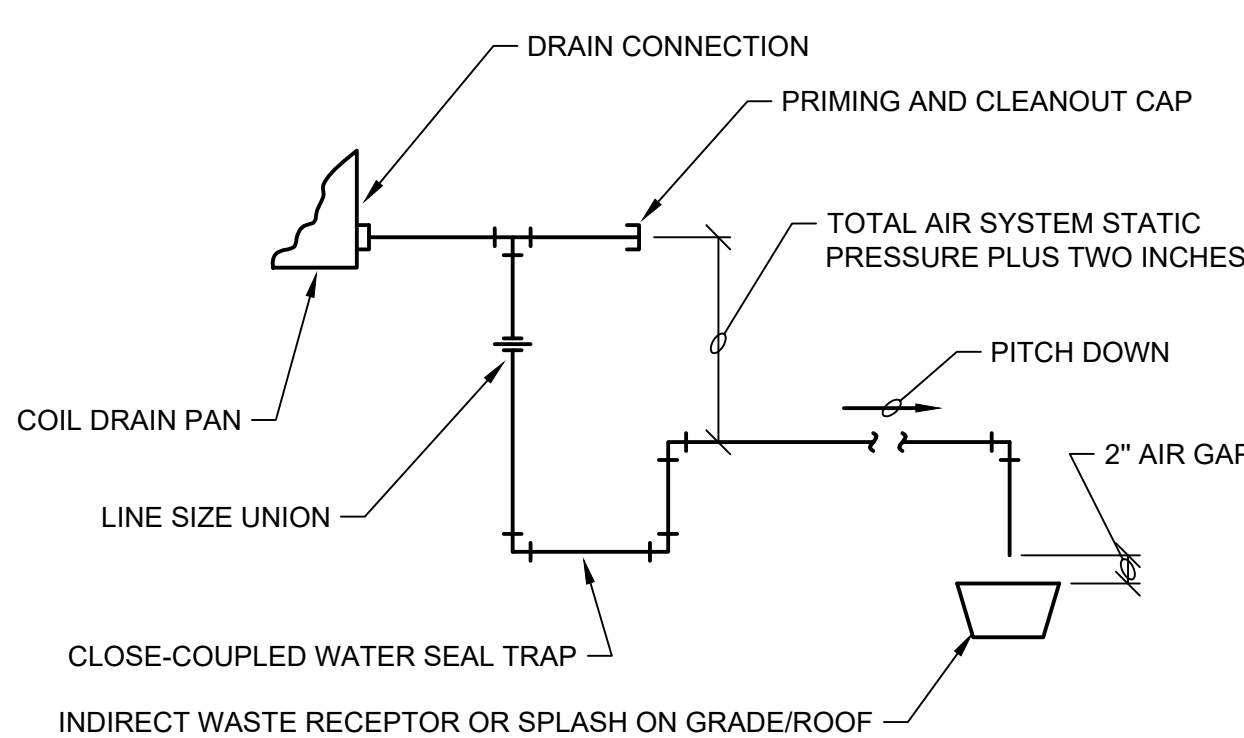 DRAIN CONNECTION
PRIMING AND CLEANOUT CAP
TOTAL AIR SYSTEM STATIC
PRESSURE PLUS TWO INCHES
PITCH DOWN
COIL DRAIN PAN
2" AIR GAP
LINE SIZE UNION
CLOSE-COUPLED WATER SEAL TRAP
INDIRECT WASTE RECEPTOR OR SPLASH ON GRADE/ROOF